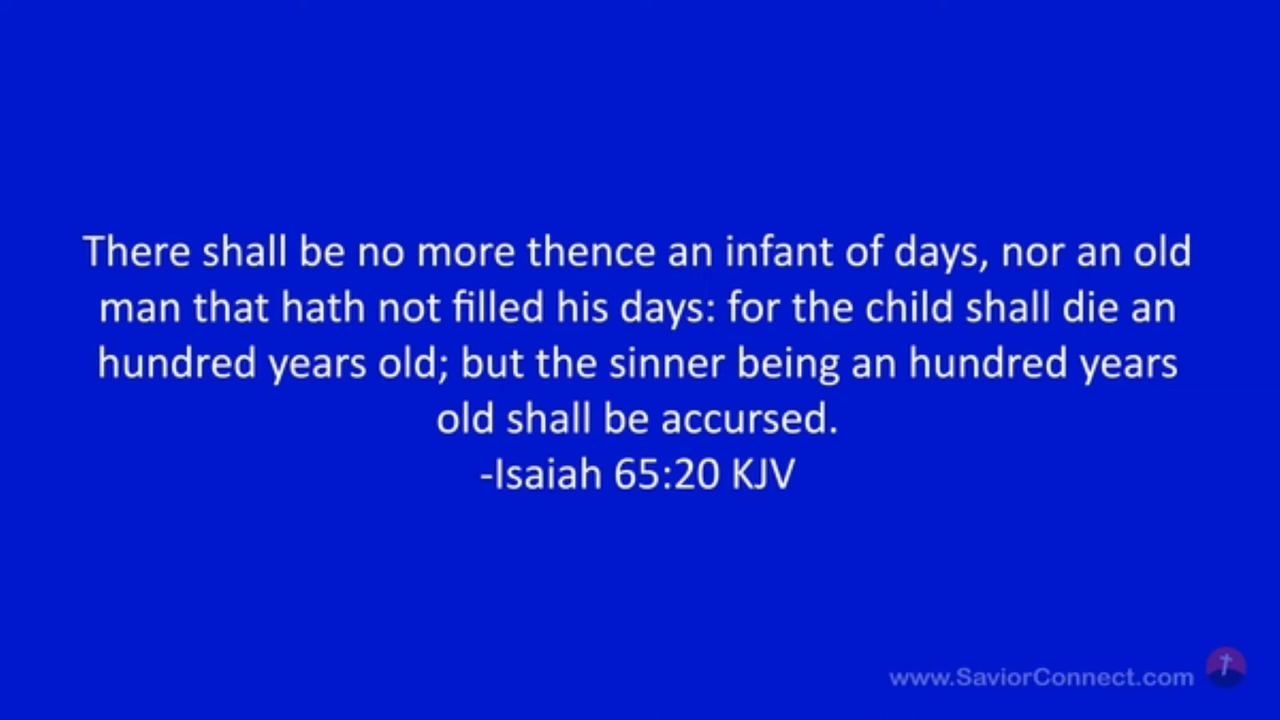 There shall be no more thence an infant of days, nor an old
man that hath not filled his days: for the child shall die an
hundred years old; but the sinner being an hundred years
old shall be accursed.
-Isaiah 65:20 KJV
www.SaviorConnect.com